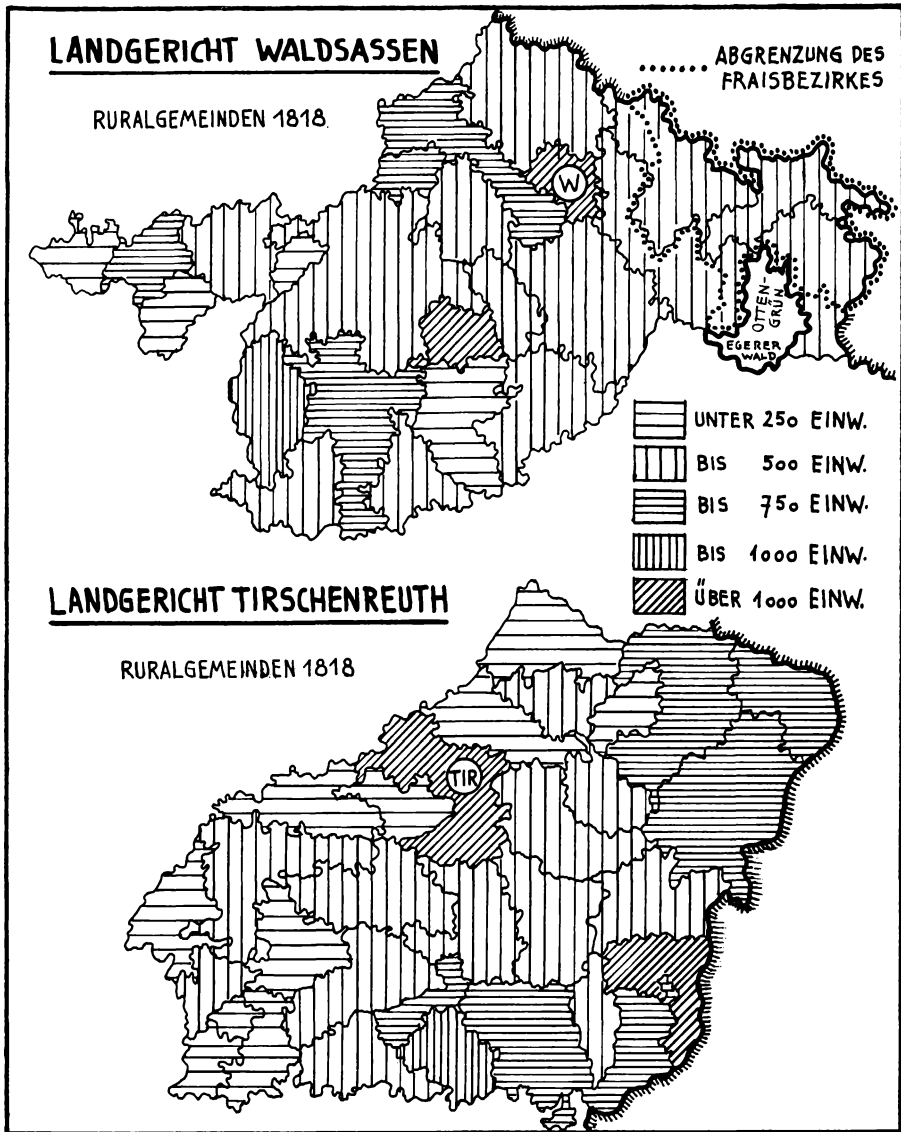 LANDGERICHT WALDSASSEN
RURALGEMEINDEN 1818.
ABGRENZUNG DES
FRAISBEZIRKES
W
OTTEN-
GRÜN
EGERER
WALD
UNTER 250 EINW.
BIS 500 EINW.
BIS 750 EINW.
BIS 1000 EINW.
ÜBER 1000 EINW.
LANDGERICHT TIRSCHENREUTH
RURALGEMEINDEN 1818
TIR